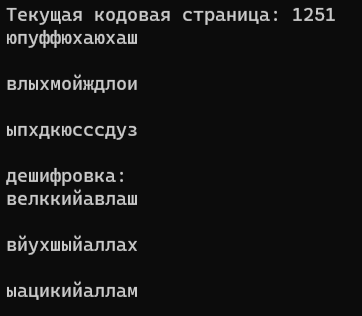 Текущая кодовая страница: 1251
юпуффюхаюхаш
влыхмойждлои
ыпхдкюсссдуз
дешифровка:
велккийавлаш
вйухшыйаллах
ыацикийаллам